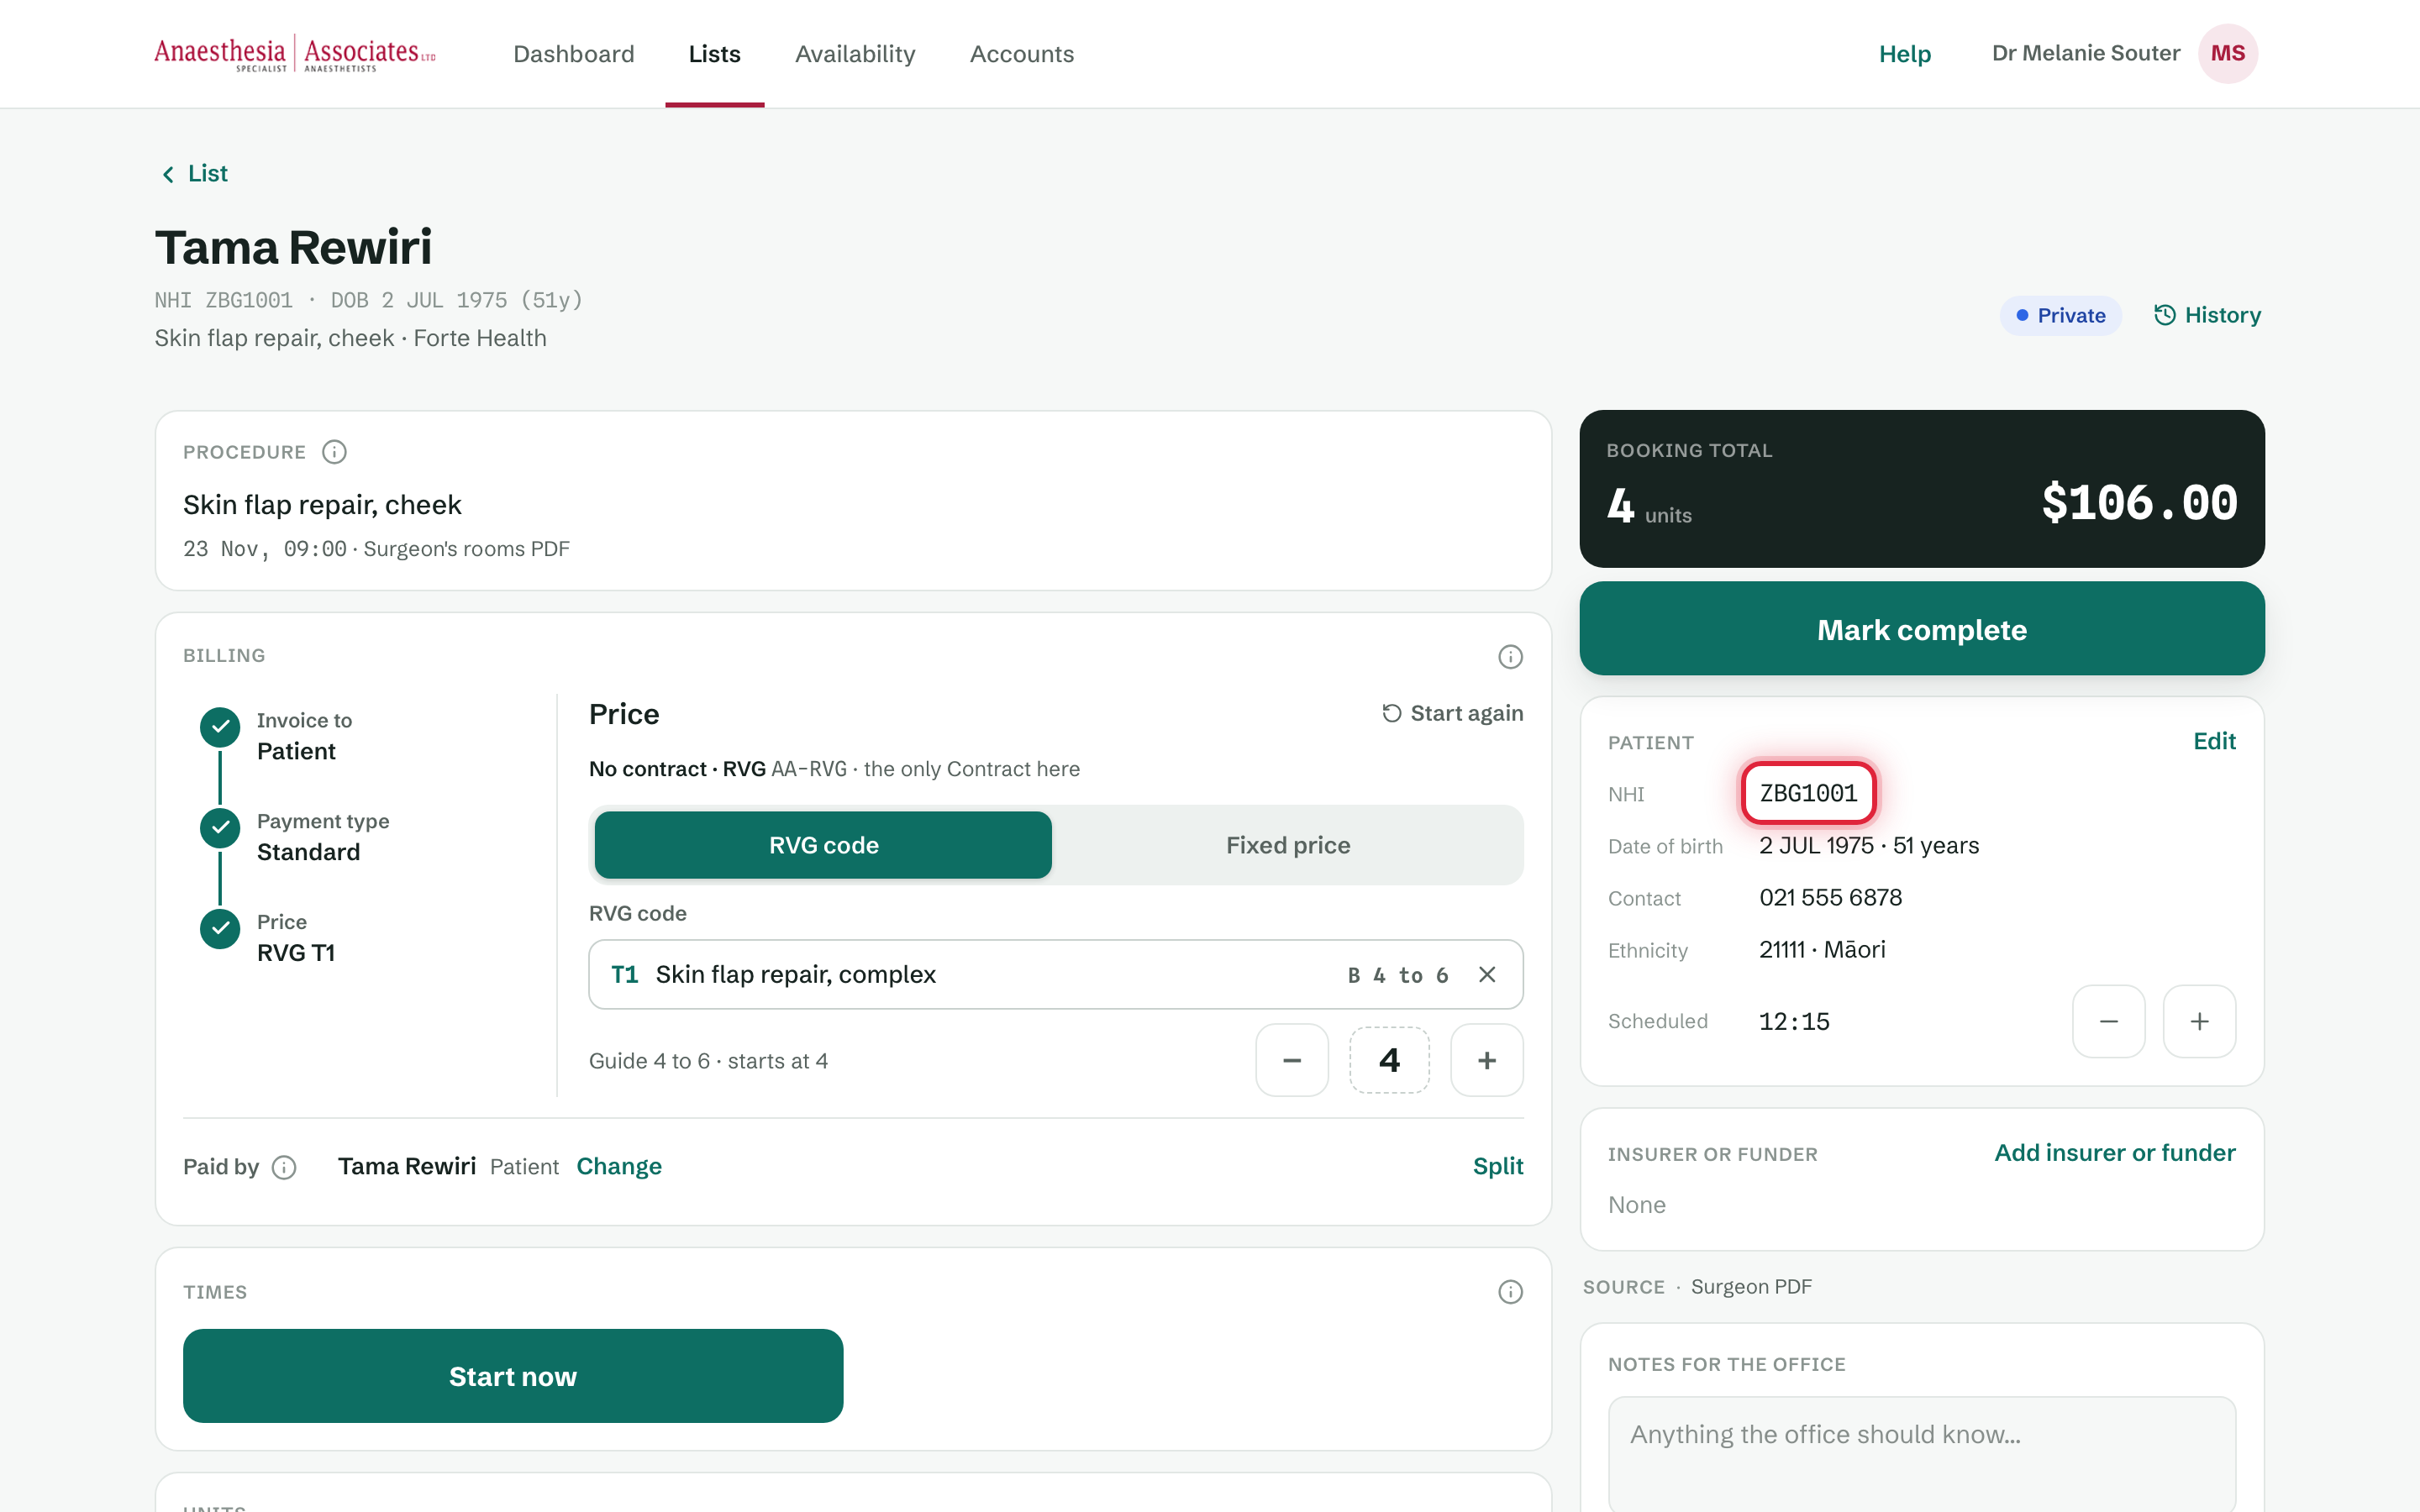 Anaesthesia | Associates LTD
SPECIALIST ANAESTHETISTS
Dashboard
Lists
Availability
Accounts
Help
Dr Melanie Souter
MS
List
Tama Rewiri
NHI ZBG1001 · DOB 2 JUL 1975 (51y)
Skin flap repair, cheek · Forte Health
Private
History
PROCEDURE
Skin flap repair, cheek
23 Nov, 09:00 · Surgeon's rooms PDF
BILLING
Invoice to
Patient
Payment type
Standard
Price
RVG T1
Price
Start again
No contract · RVG AA-RVG · the only Contract here
RVG code
Fixed price
RVG code
T1 Skin flap repair, complex B 4 to 6
Guide 4 to 6 · starts at 4
− 4 +
Paid by Tama Rewiri Patient Change Split
TIMES
Start now
BOOKING TOTAL
4 units $106.00
Mark complete
PATIENT Edit
NHI ZBG1001
Date of birth 2 JUL 1975 · 51 years
Contact 021 555 6878
Ethnicity 21111 · Māori
Scheduled 12:15 − +
INSURER OR FUNDER Add insurer or funder
None
SOURCE · Surgeon PDF
NOTES FOR THE OFFICE
Anything the office should know...